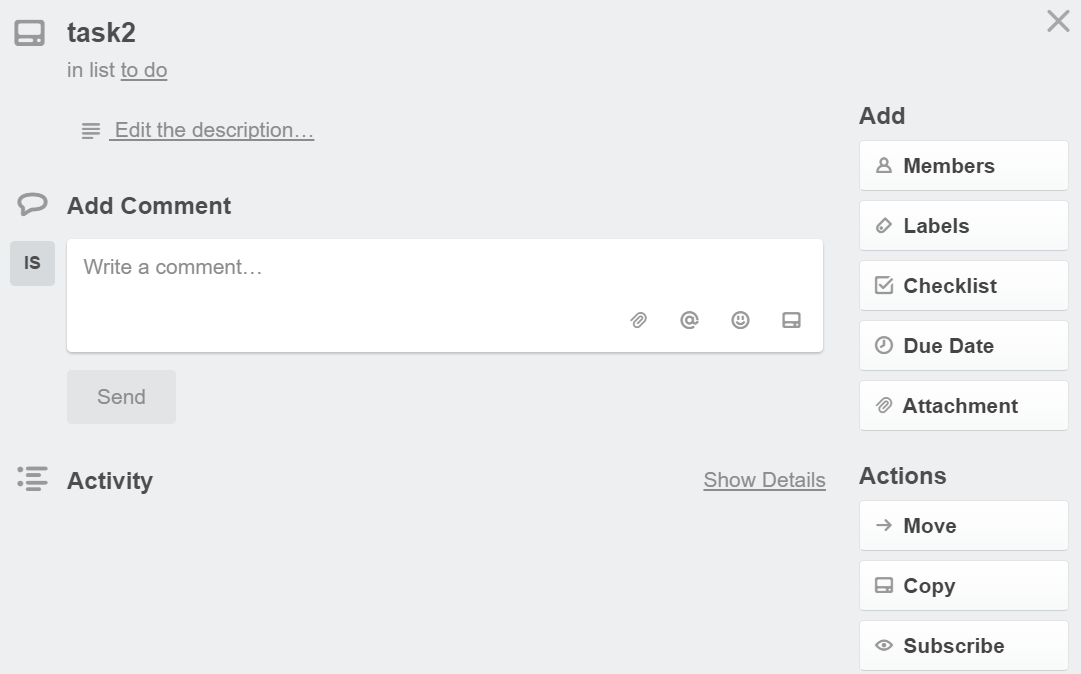 task2
in list to do
Edit the description…
Add Comment
IS
Write a comment…
Send
Activity
Show Details
Add
Members
Labels
Checklist
Due Date
Attachment
Actions
Move
Copy
Subscribe